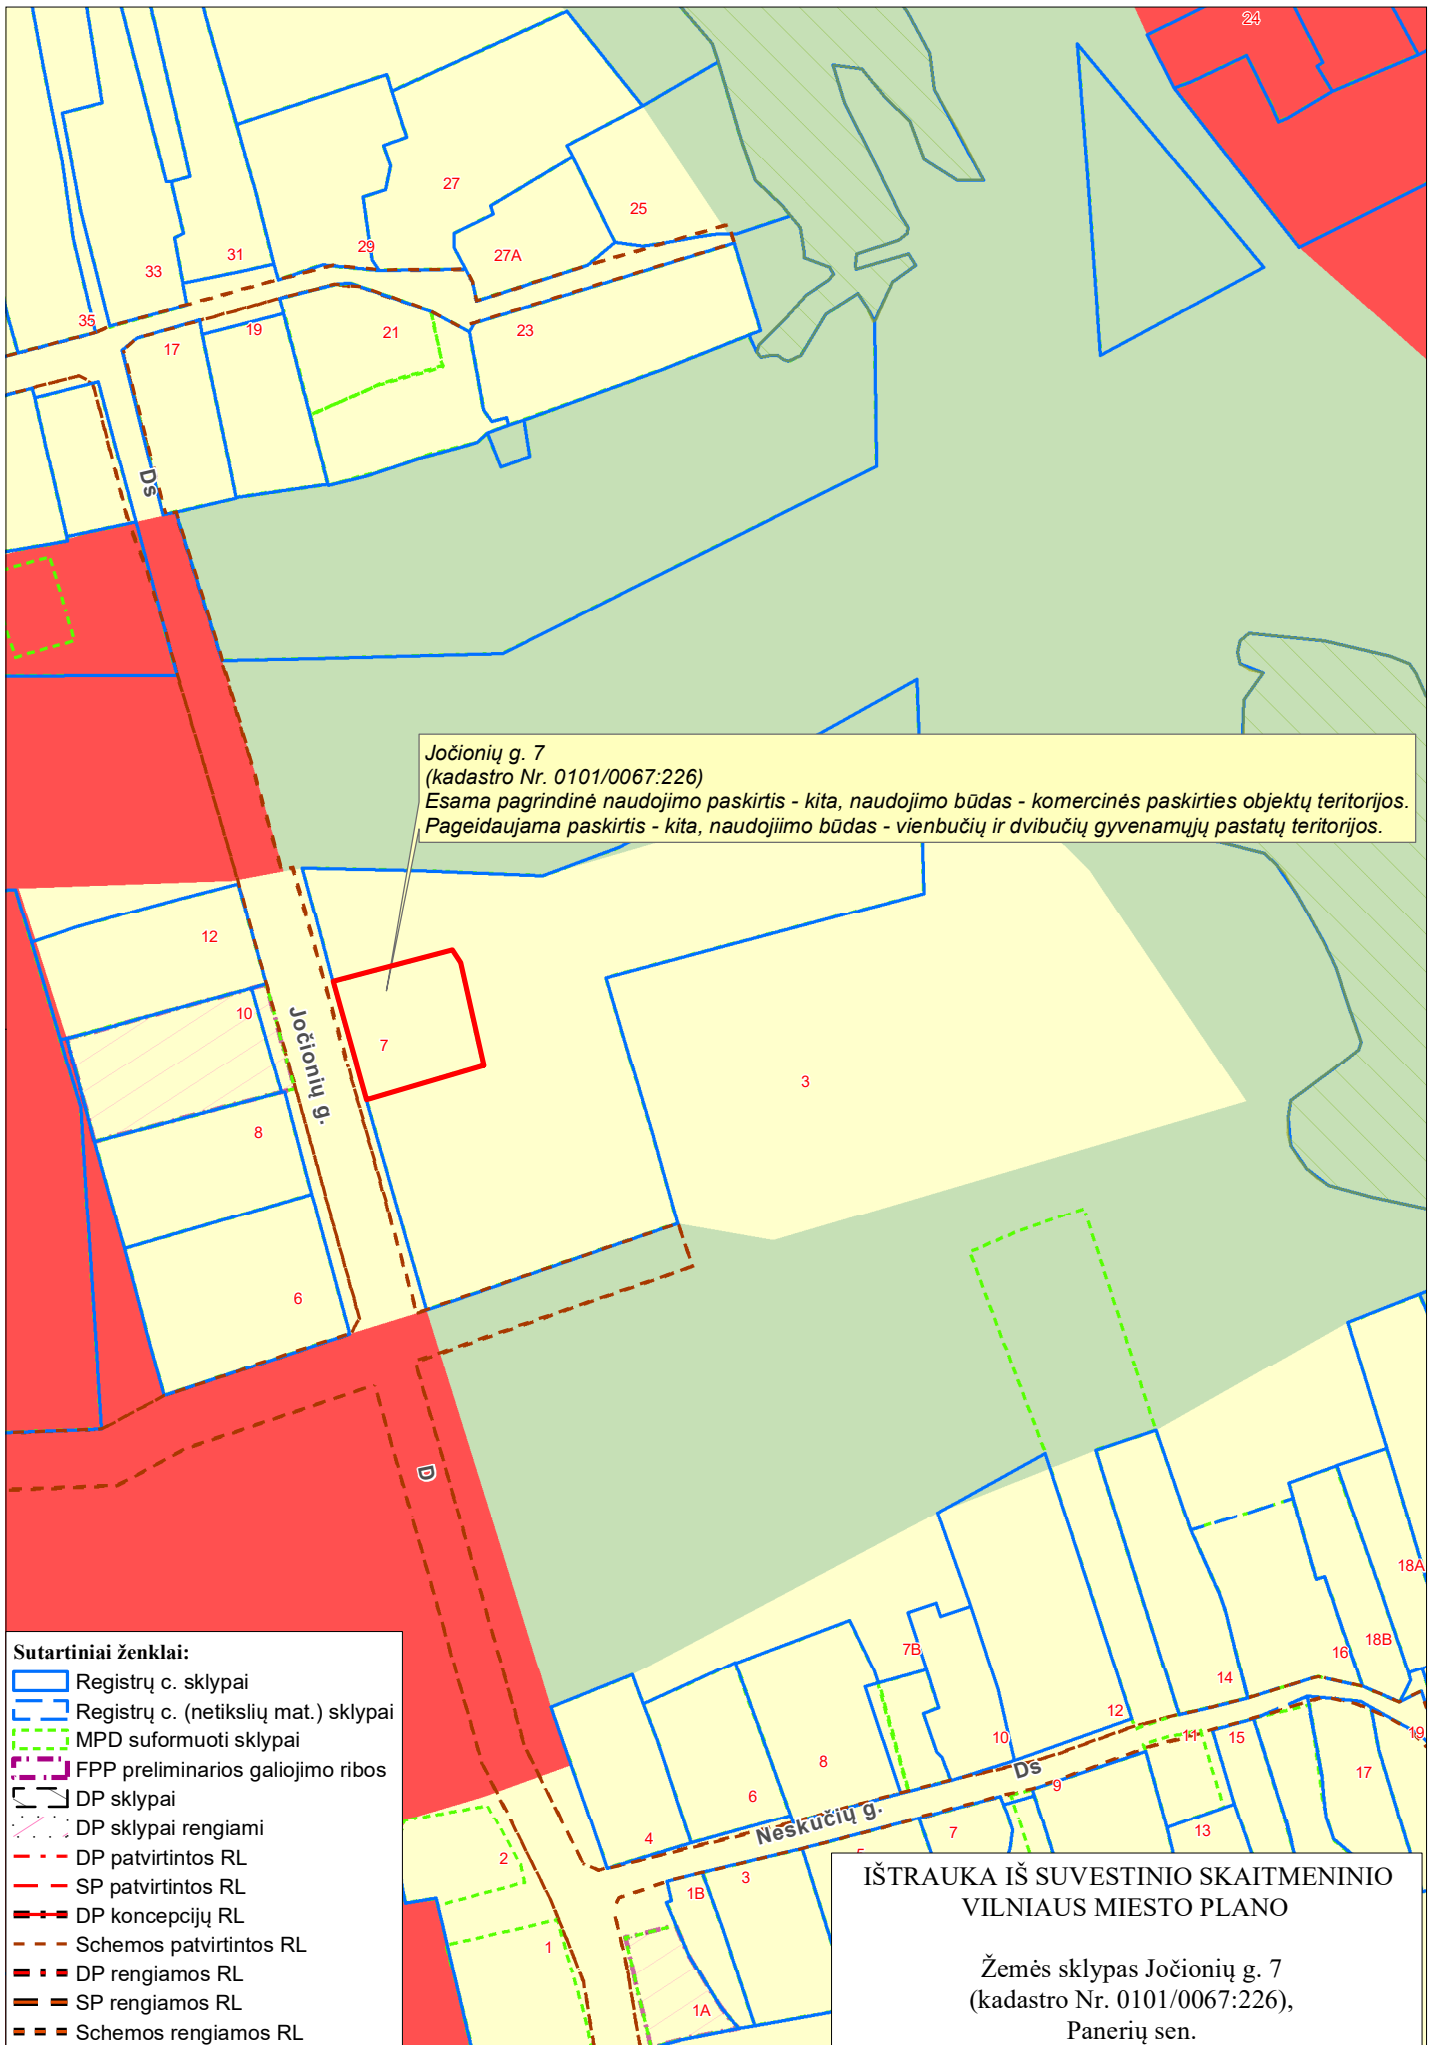 24
27
25
29
27A
31
33
35
19
21
23
17
Ds
Jočionių g. 7
(kadastro Nr. 0101/0067:226)
Esama pagrindinė naudojimo paskirtis - kita, naudojimo būdas - komercinės paskirties objektų teritorijos.
Pageidaujama paskirtis - kita, naudojiimo būdas - vienbučių ir dvibučių gyvenamųjų pastatų teritorijos.
12
10
Jočionių g.
7
3
8
6
D
18A
18B
16
7B
14
12
10
11
15
19
8
Ds
17
9
6
Neskučių g.
4
7
13
2
3
1B
1
1A
Sutartiniai ženklai:
Registrų c. sklypai
Registrų c. (netikslių mat.) sklypai
MPD suformuoti sklypai
FPP preliminarios galiojimo ribos
DP sklypai
DP sklypai rengiami
DP patvirtintos RL
SP patvirtintos RL
DP koncepcijų RL
Schemos patvirtintos RL
DP rengiamos RL
SP rengiamos RL
Schemos rengiamos RL
IŠTRAUKA IŠ SUVESTINIO SKAITMENINIO
VILNIAUS MIESTO PLANO
Žemės sklypas Jočionių g. 7
(kadastro Nr. 0101/0067:226),
Panerių sen.